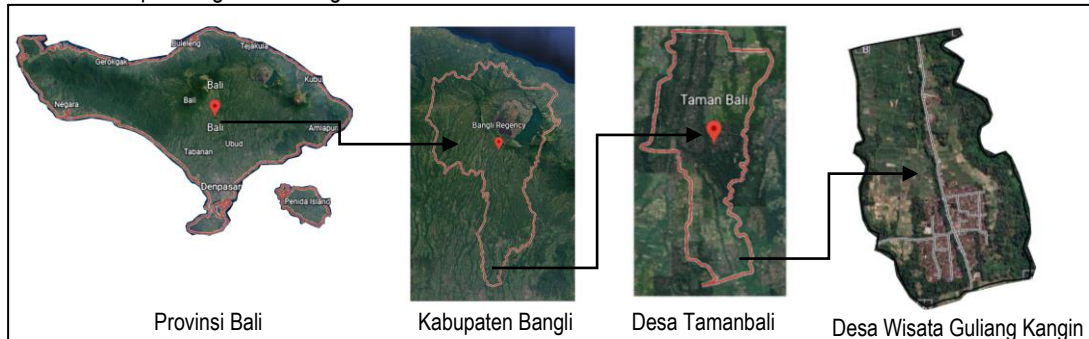 Buleleng
Tejakula
Gerokgak
Kubu
Bali
Bali
Negara
Bali
Amlapura
Ubud
Tabanan
Denpasar
Penida Island
Bangli Regency
Taman Bali
Provinsi Bali
Kabupaten Bangli
Desa Tamanbali
Desa Wisata Guliang Kangin